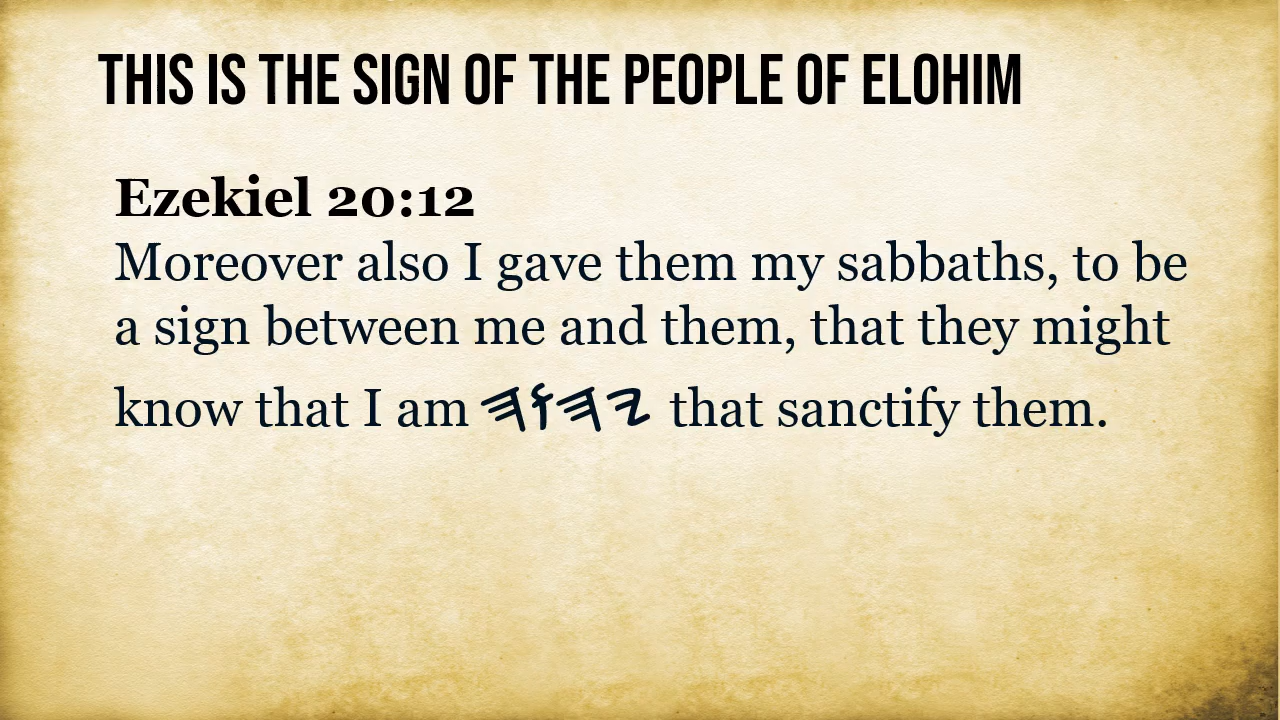 THIS IS THE SIGN OF THE PEOPLE OF ELOHIM
Ezekiel 20:12
Moreover also I gave them my sabbaths, to be
a sign between me and them, that they might
know that I am 𐤉𐤄𐤅𐤄 that sanctify them.